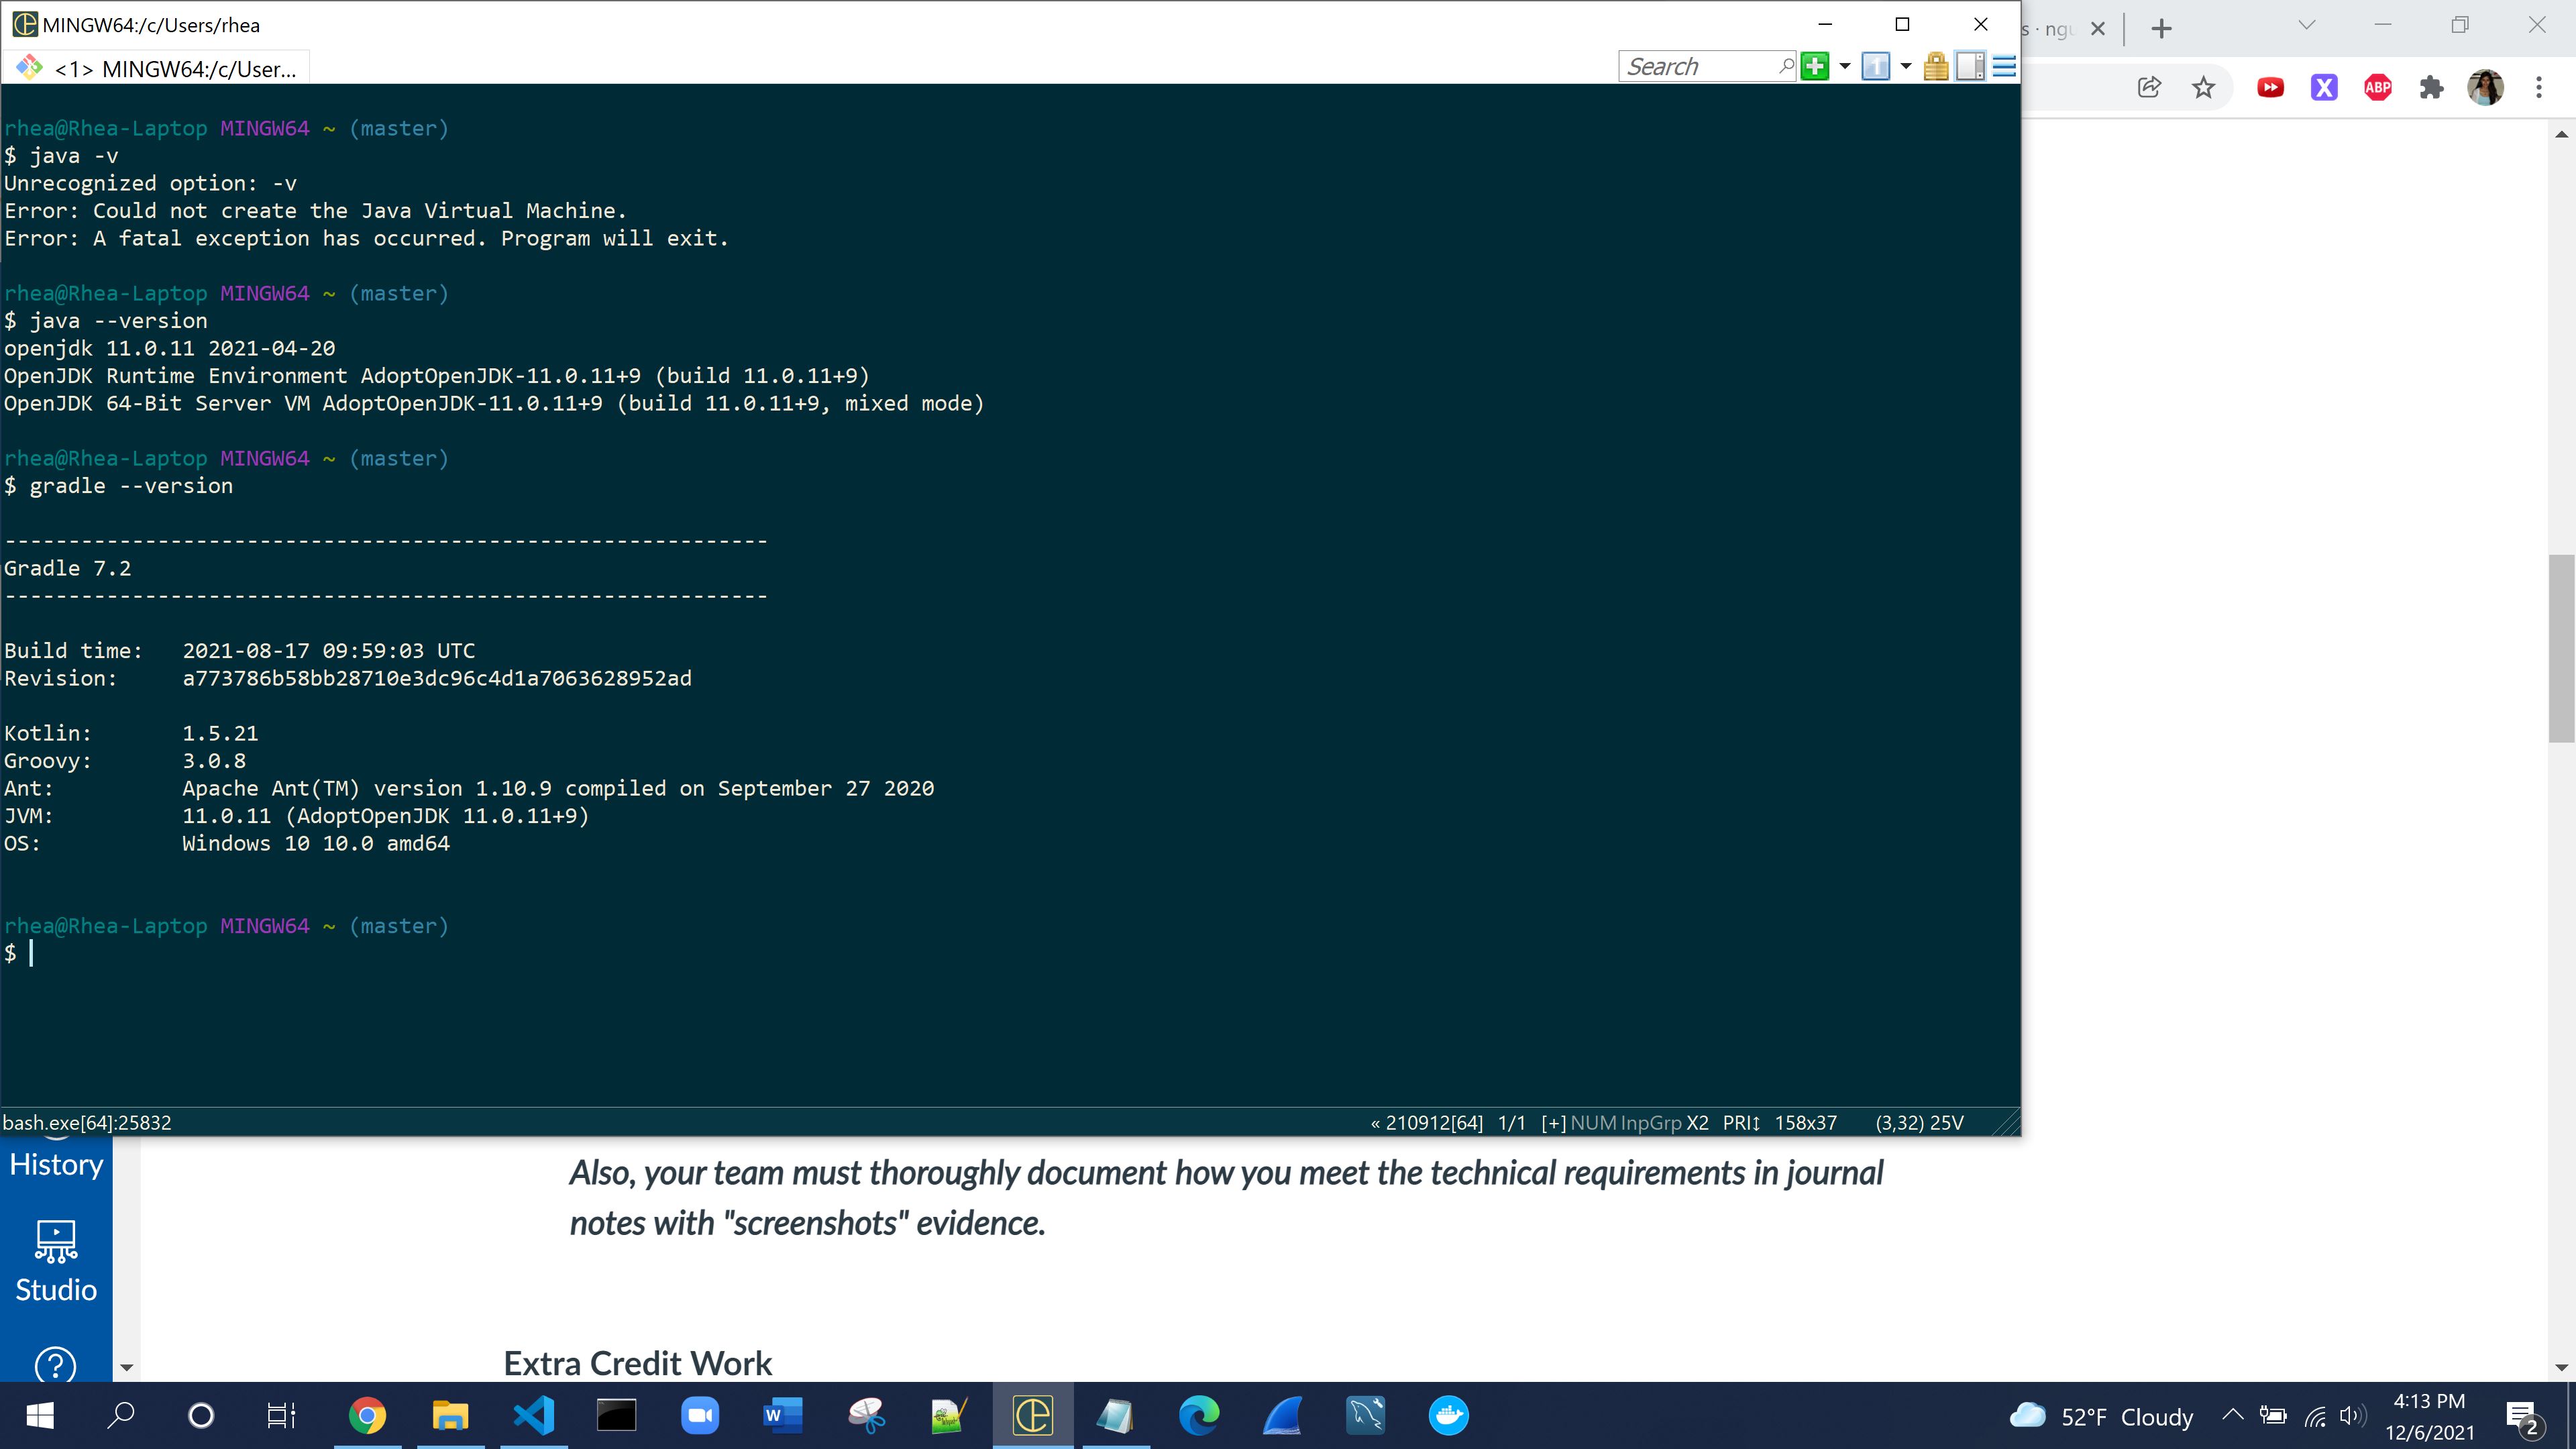 MINGW64:/c/Users/rhea
<1> MINGW64:/c/User...
Search
rhea@Rhea-Laptop MINGW64 ~ (master)
$ java -v
Unrecognized option: -v
Error: Could not create the Java Virtual Machine.
Error: A fatal exception has occurred. Program will exit.
rhea@Rhea-Laptop MINGW64 ~ (master)
$ java --version
openjdk 11.0.11 2021-04-20
OpenJDK Runtime Environment AdoptOpenJDK-11.0.11+9 (build 11.0.11+9)
OpenJDK 64-Bit Server VM AdoptOpenJDK-11.0.11+9 (build 11.0.11+9, mixed mode)
rhea@Rhea-Laptop MINGW64 ~ (master)
$ gradle --version
------------------------------------------------------------
Gradle 7.2
------------------------------------------------------------
Build time: 2021-08-17 09:59:03 UTC
Revision: a773786b58bb28710e3dc96c4d1a7063628952ad
Kotlin: 1.5.21
Groovy: 3.0.8
Ant: Apache Ant(TM) version 1.10.9 compiled on September 27 2020
JVM: 11.0.11 (AdoptOpenJDK 11.0.11+9)
OS: Windows 10 10.0 amd64
rhea@Rhea-Laptop MINGW64 ~ (master)
$
bash.exe[64]:25832
« 210912[64] 1/1 [+] NUM InpGrp X2 PRI↕ 158x37 (3,32) 25V
X
ABP
History
Also, your team must thoroughly document how you meet the technical requirements in journal
notes with "screenshots" evidence.
Studio
Extra Credit Work
52°F Cloudy
4:13 PM
12/6/2021
2